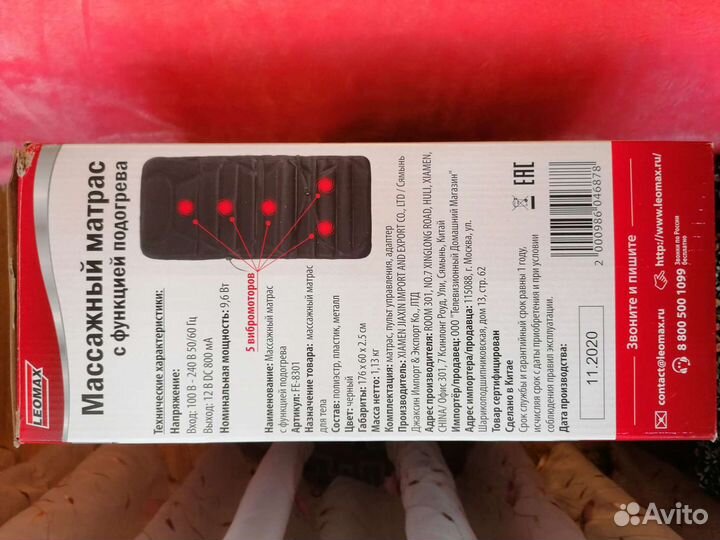 LEOMAX
Массажный матрас
с функцией подогрева
Технические характеристики:
Напряжение:
Вход: 100 В - 240 В 50/60 Гц
Выход: 12 В DC 800 мА
Номинальная мощность: 9,6 Вт
5 вибромоторов
Наименование: Массажный матрас
с функцией подогрева
Артикул: FE-8301
Назначение товара: массажный матрас
для тела
Состав: полиэстр, пластик, металл
Цвет: черный
Габариты: 176 x 60 x 2.5 см
Масса нетто: 1,13 кг
Комплектация: матрас, пульт управления, адаптер
Производитель: XIAMEN JIAXIN IMPORT AND EXPORT CO., LTD / Сямынь
Джаксин Импорт & Экспорт Ко., ЛТД
Адрес производителя: ROOM 301, NO.7 XINGLONG ROAD, HULI, XIAMEN,
CHINA/ Офис 301, 7 Ксинлонг Роуд, Ули, Сямынь, Китай
Импортёр/продавец: ООО "Телевизионный Домашний Магазин"
Адрес импортера/продавца: 115088, г. Москва, ул.
Шарикоподшипниковская, дом 13, стр. 62
Товар сертифицирован
Сделано в Китае
Срок службы и гарантийный срок равны 1 году,
исчисляя срок с даты приобретения и при условии
соблюдения правил эксплуатации.
Дата производства:
11.2020
EAC
2 000986 046878
Звоните и пишите
contact@leomax.ru
http://www.leomax.ru/
8 800 500 1099
Звонки по России
бесплатно
Avito